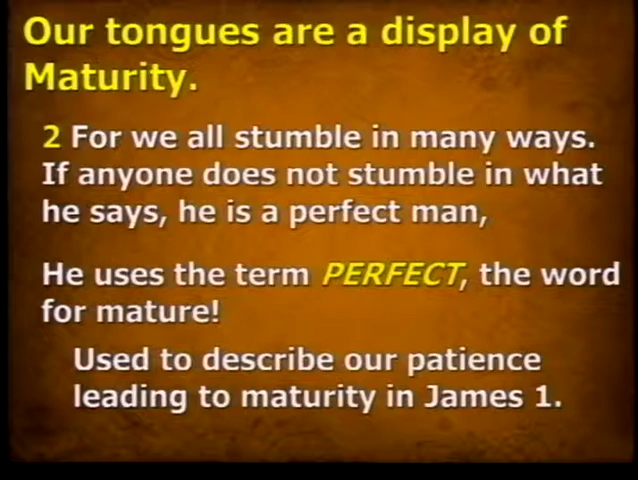 Our tongues are a display of
Maturity.
2 For we all stumble in many ways.
If anyone does not stumble in what
he says, he is a perfect man,
He uses the term PERFECT, the word
for mature!
Used to describe our patience
leading to maturity in James 1.